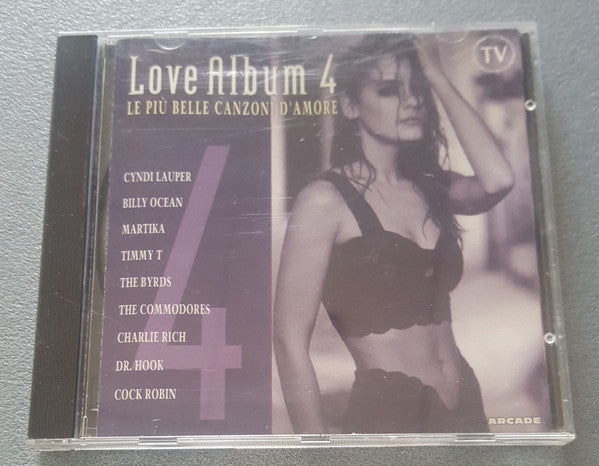 Love Album 4
TV
LE PIÙ BELLE CANZONI D'AMORE
CYNDI LAUPER
BILLY OCEAN
MARTIKA
TIMMY T
THE BYRDS
THE COMMODORES
CHARLIE RICH
DR. HOOK
COCK ROBIN
4
ARCADE